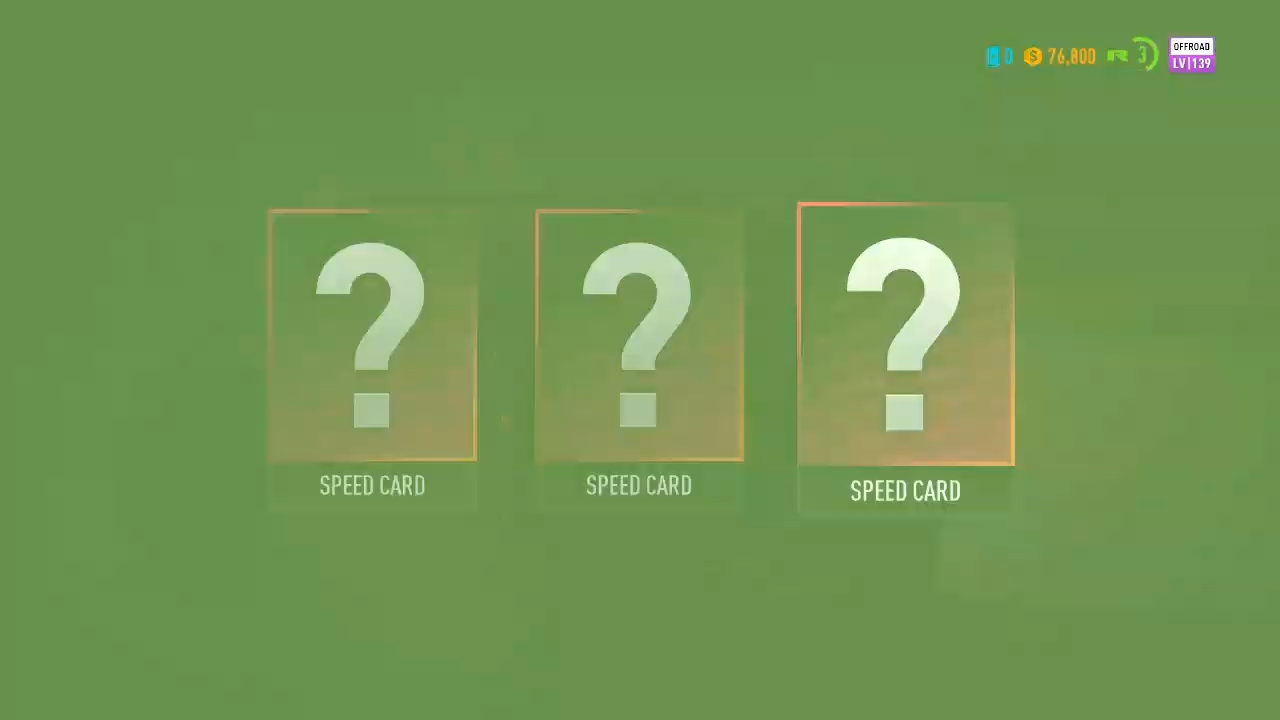 0 76,800 R 3 OFFROAD
LV|139
? ? ?
SPEED CARD SPEED CARD SPEED CARD